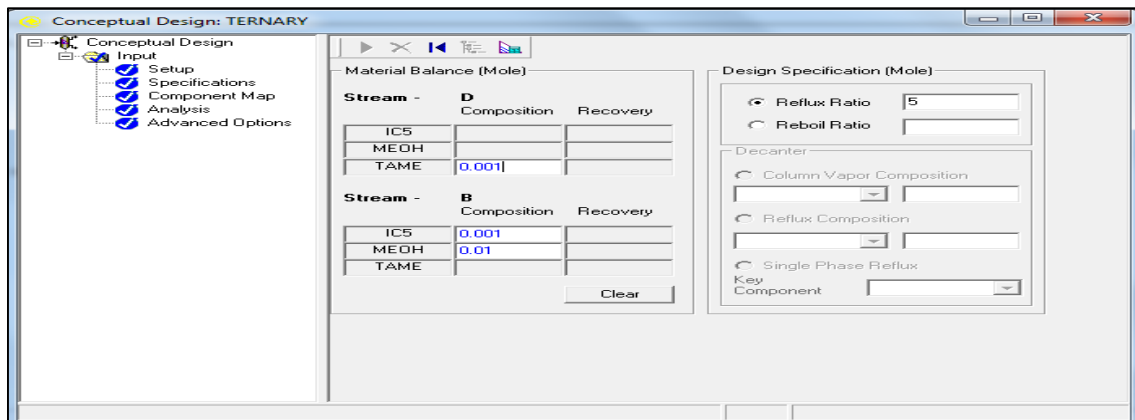 Conceptual Design: TERNARY
Conceptual Design
Input
Setup
Specifications
Component Map
Analysis
Advanced Options
Material Balance (Mole)
Stream - D
Composition Recovery
IC5
MEOH
TAME 0.001
Stream - B
Composition Recovery
IC5 0.001
MEOH 0.01
TAME
Clear
Design Specification (Mole)
Reflux Ratio 5
Reboil Ratio
Decanter
Column Vapor Composition
Reflux Composition
Single Phase Reflux
Key
Component